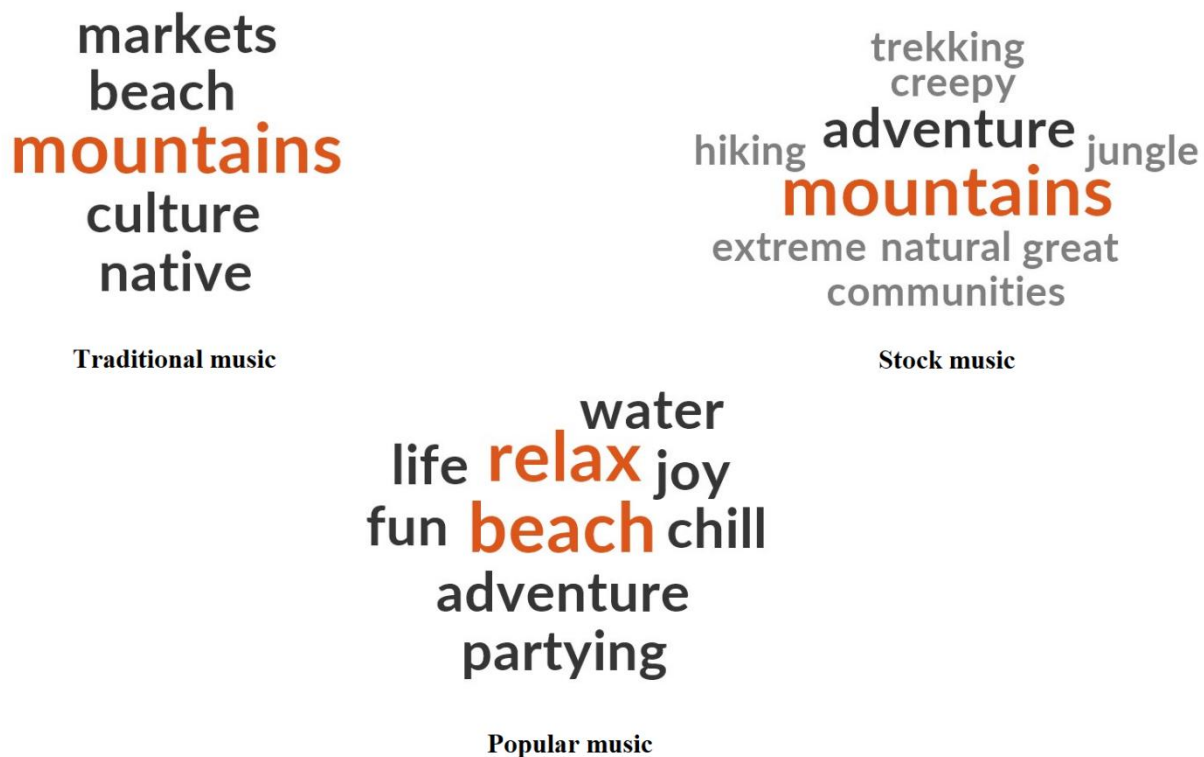 markets
beach
mountains
culture
native
Traditional music
trekking
creepy
adventure
hiking jungle
mountains
extreme natural great
communities
Stock music
water
life relax joy
fun beach chill
adventure
partying
Popular music